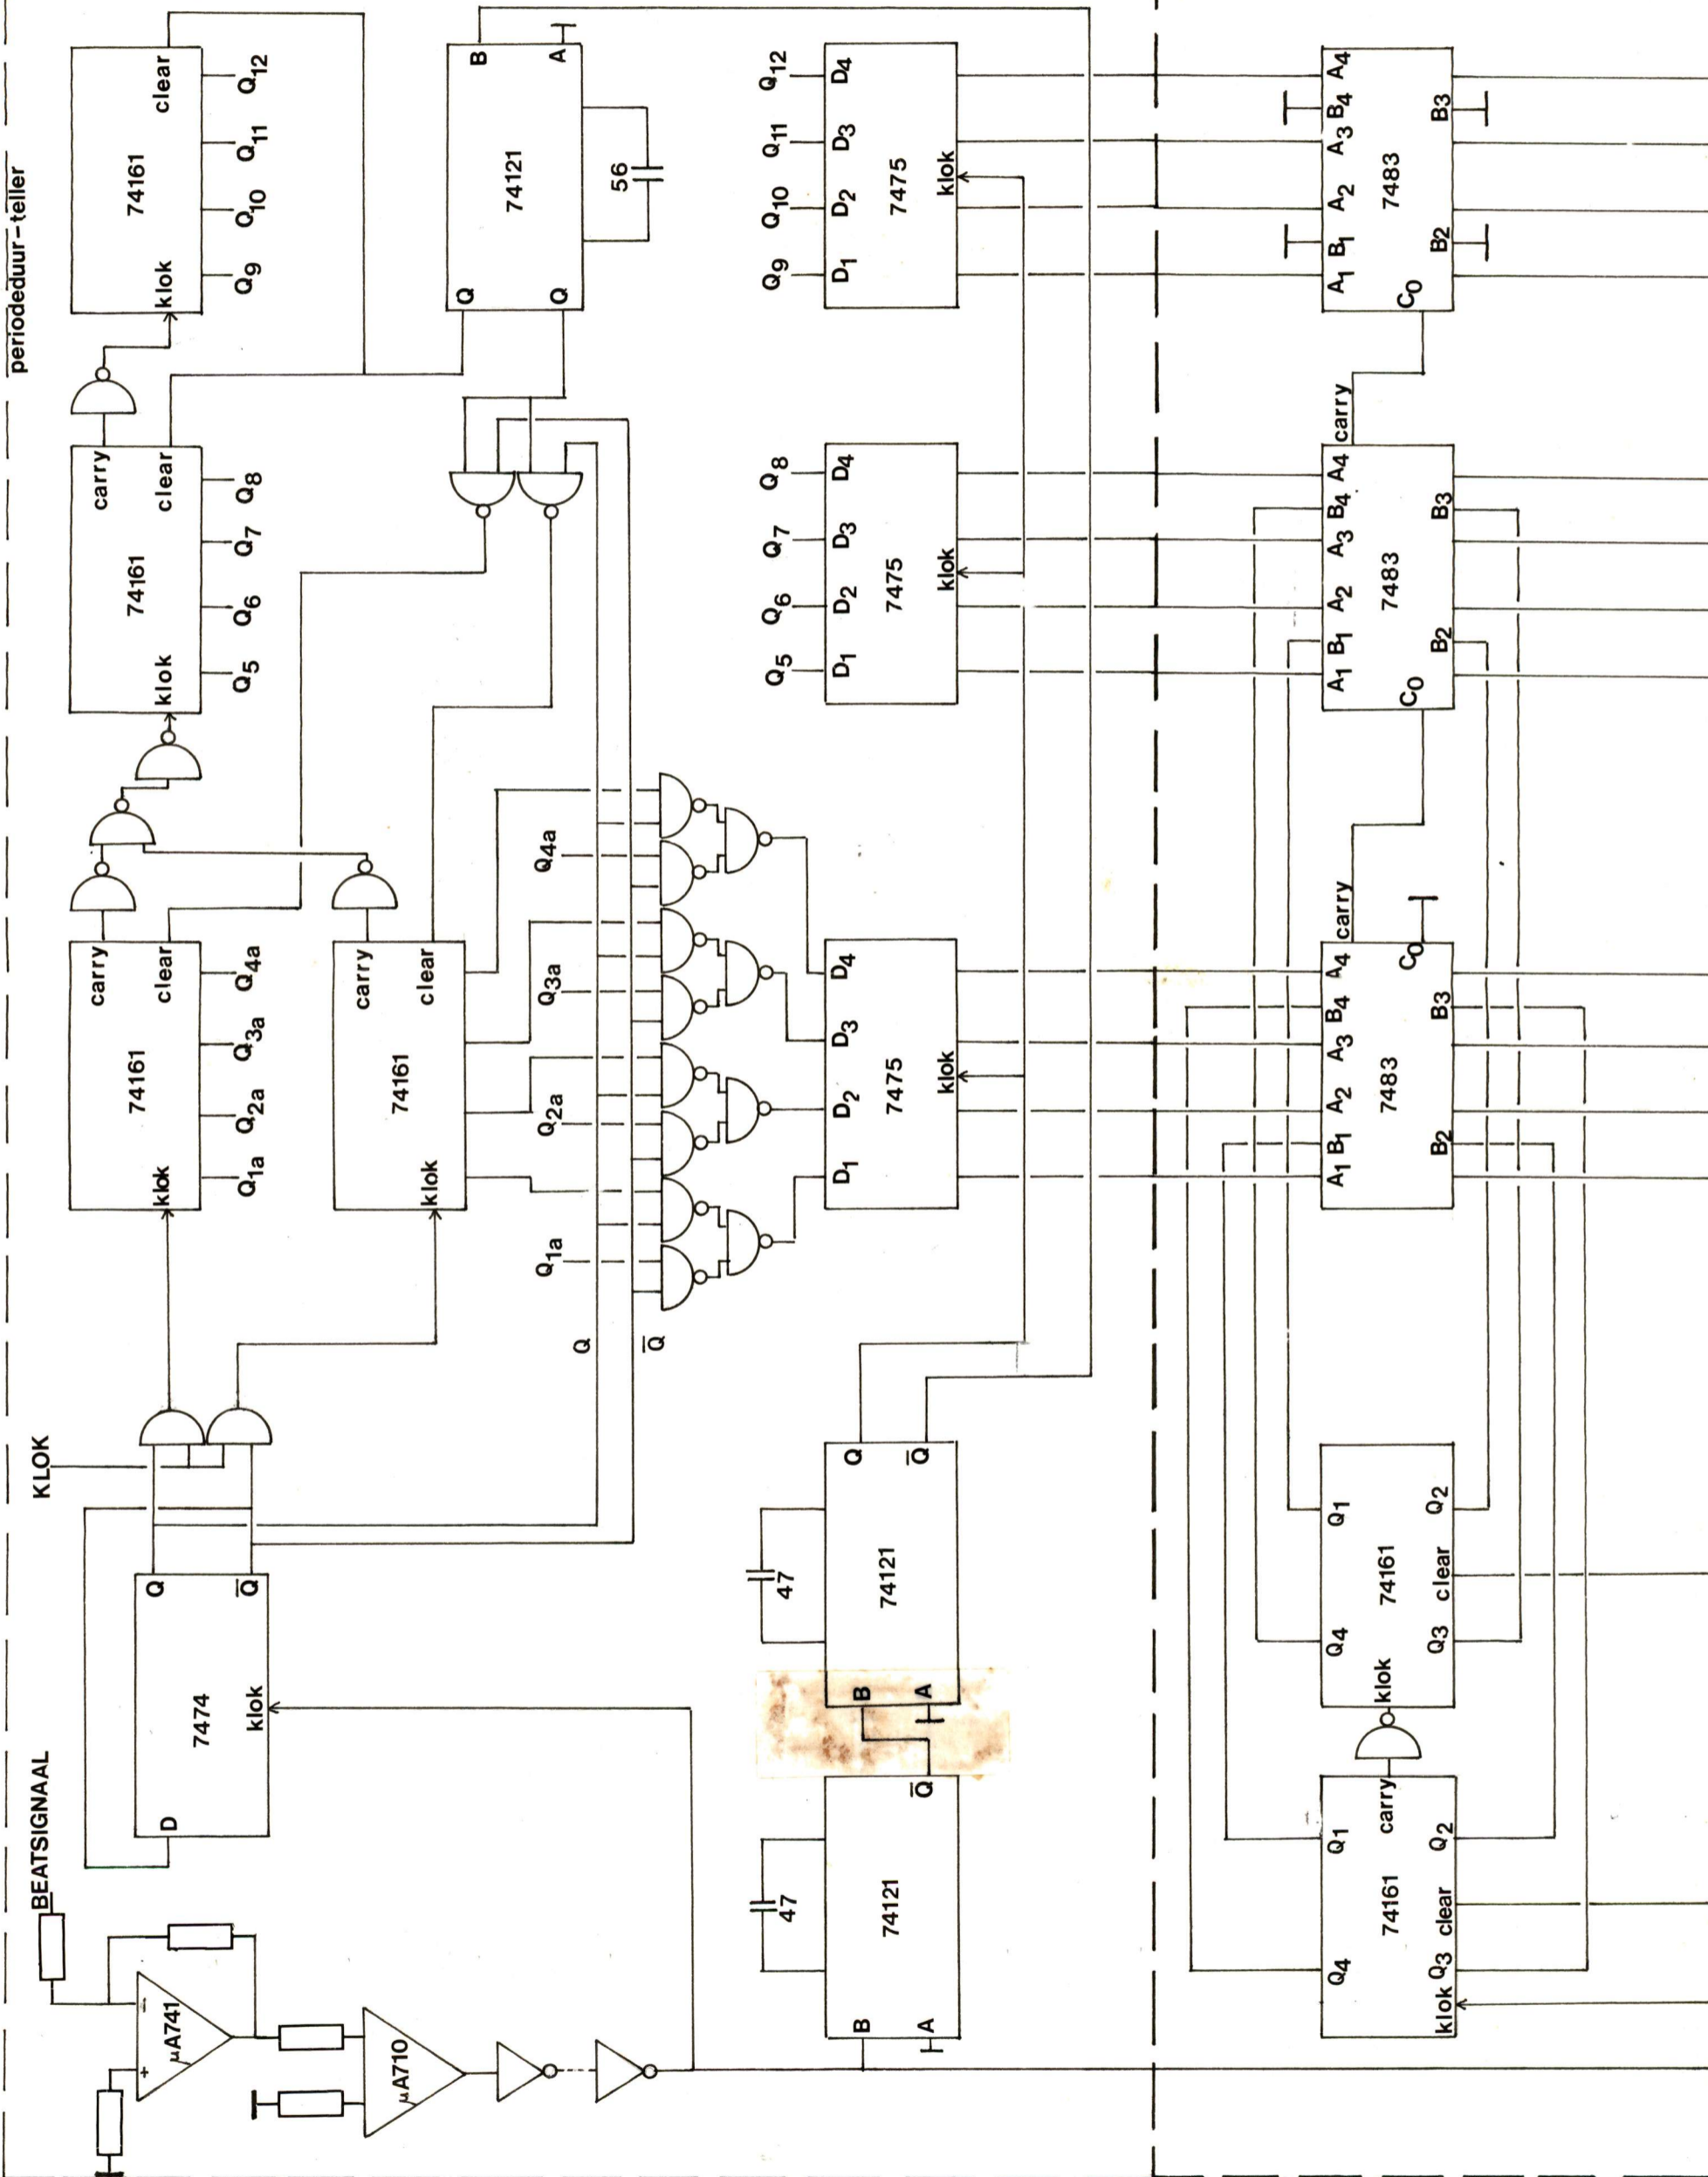 periodeduur-teller
BEATSIGNAAL
KLOK
μA741
-
+
μA710
7474
D
klok
Q
Q̅
74161
klok
carry
clear
Q1a
Q2a
Q3a
Q4a
74161
klok
carry
clear
74161
klok
carry
clear
Q5
Q6
Q7
Q8
74161
klok
clear
Q9
Q10
Q11
Q12
74121
B
A
Q
Q
56
Q
Q̅
Q1a
Q2a
Q3a
Q4a
74121
B
A
Q̅
47
74121
B
A
Q
Q̅
47
7475
D1
D2
D3
D4
klok
7475
Q5
Q6
Q7
Q8
D1
D2
D3
D4
klok
7475
Q9
Q10
Q11
Q12
D1
D2
D3
D4
klok
74161
Q4
Q1
klok
Q3
clear
Q2
carry
74161
klok
Q4
Q1
Q3
clear
Q2
7483
A1
B1
A2
A3
B4
A4
B2
B3
C0
carry
7483
A1
B1
A2
A3
B4
A4
C0
B2
B3
carry
7483
A1
B1
A2
A3
B4
A4
C0
B2
B3